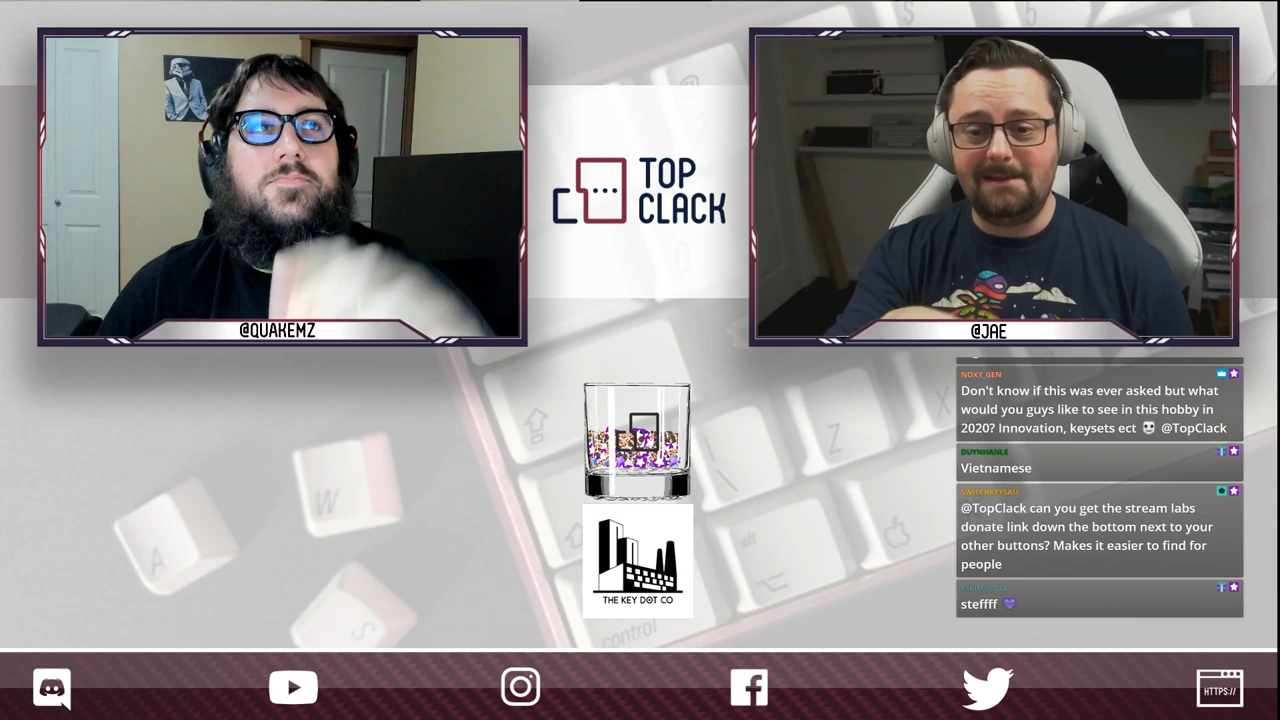 @QUAKEMZ
TOP
CLACK
@JAE
NOXY_GEN
Don't know if this was ever asked but what
would you guys like to see in this hobby in
2020? Innovation, keysets ect @TopClack
DUYNHANLE
Vietnamese
SWITCHKEYSAU
@TopClack can you get the stream labs
donate link down the bottom next to your
other buttons? Makes it easier to find for
people
steffff 💜
THE KEY DOT CO
W
A
S
Z
X
alt
control
HTTPS://